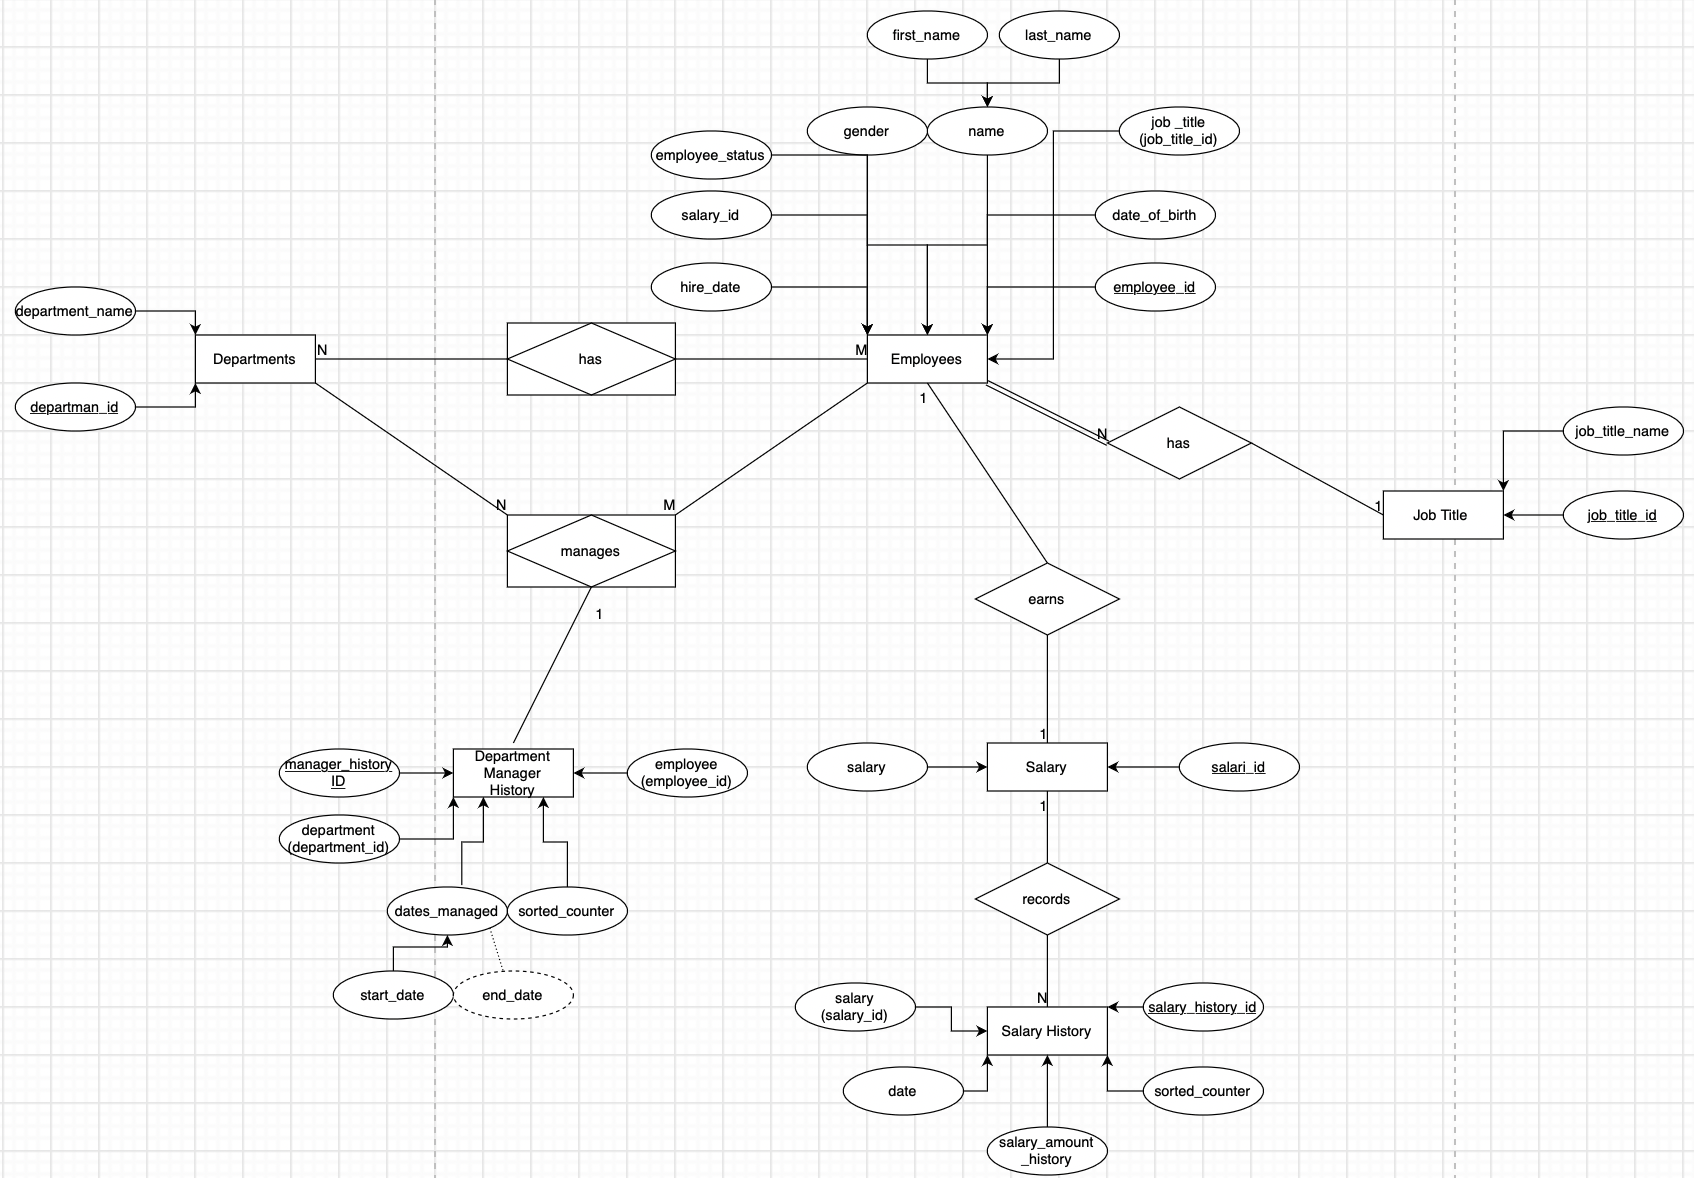 first_name
last_name
gender
name
job _title
(job_title_id)
employee_status
salary_id
date_of_birth
hire_date
employee_id
department_name
Departments
N
has
M
Employees
departman_id
1
N
has
job_title_name
1
Job Title
job_title_id
N
M
manages
1
earns
1
manager_history
ID
Department
Manager
History
employee
(employee_id)
salary
Salary
salari_id
1
department
(department_id)
dates_managed
sorted_counter
records
start_date
end_date
N
salary
(salary_id)
Salary History
salary_history_id
date
sorted_counter
salary_amount
_history